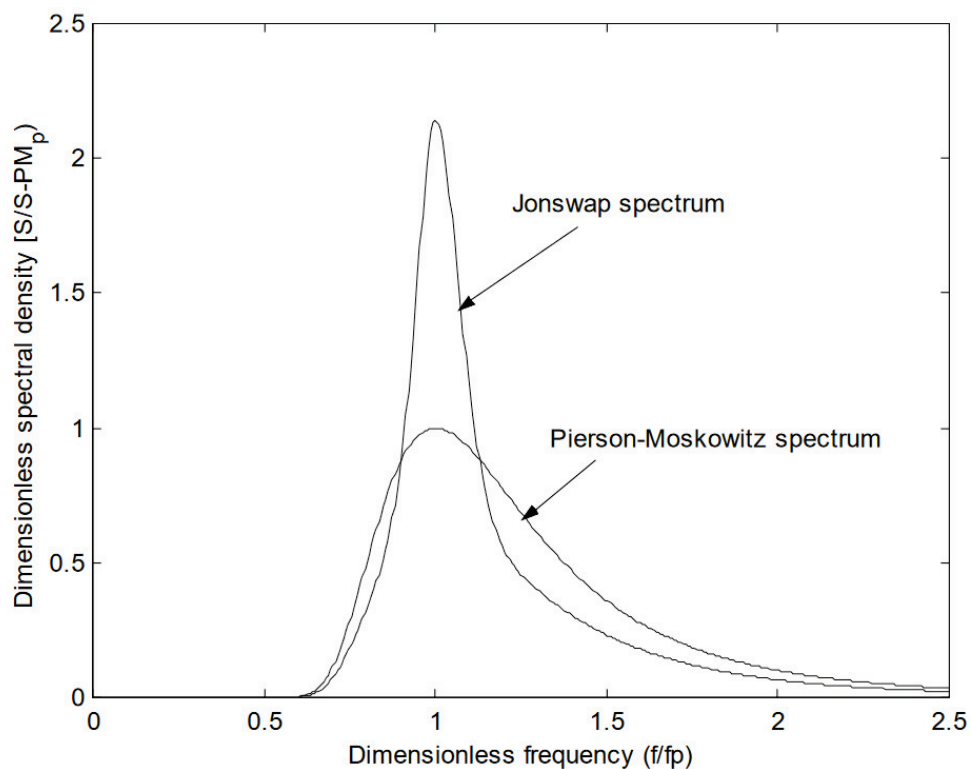 2.5
2
1.5
1
0.5
0
Dimensionless spectral density [S/S-PMp]
Jonswap spectrum
Pierson-Moskowitz spectrum
0 0.5 1 1.5 2 2.5
Dimensionless frequency (f/fp)